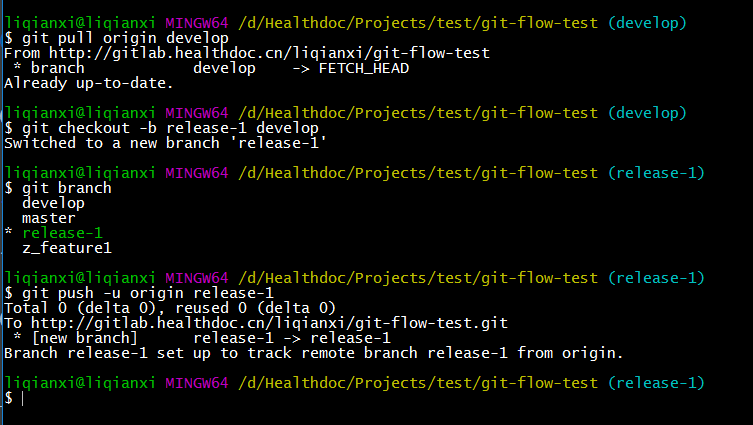 liqianxi@liqianxi MINGW64 /d/Healthdoc/Projects/test/git-flow-test (develop)
$ git pull origin develop
From http://gitlab.healthdoc.cn/liqianxi/git-flow-test
 * branch            develop    -> FETCH_HEAD
Already up-to-date.
liqianxi@liqianxi MINGW64 /d/Healthdoc/Projects/test/git-flow-test (develop)
$ git checkout -b release-1 develop
Switched to a new branch 'release-1'
liqianxi@liqianxi MINGW64 /d/Healthdoc/Projects/test/git-flow-test (release-1)
$ git branch
  develop
  master
* release-1
  z_feature1
liqianxi@liqianxi MINGW64 /d/Healthdoc/Projects/test/git-flow-test (release-1)
$ git push -u origin release-1
Total 0 (delta 0), reused 0 (delta 0)
To http://gitlab.healthdoc.cn/liqianxi/git-flow-test.git
 * [new branch]      release-1 -> release-1
Branch release-1 set up to track remote branch release-1 from origin.
liqianxi@liqianxi MINGW64 /d/Healthdoc/Projects/test/git-flow-test (release-1)
$